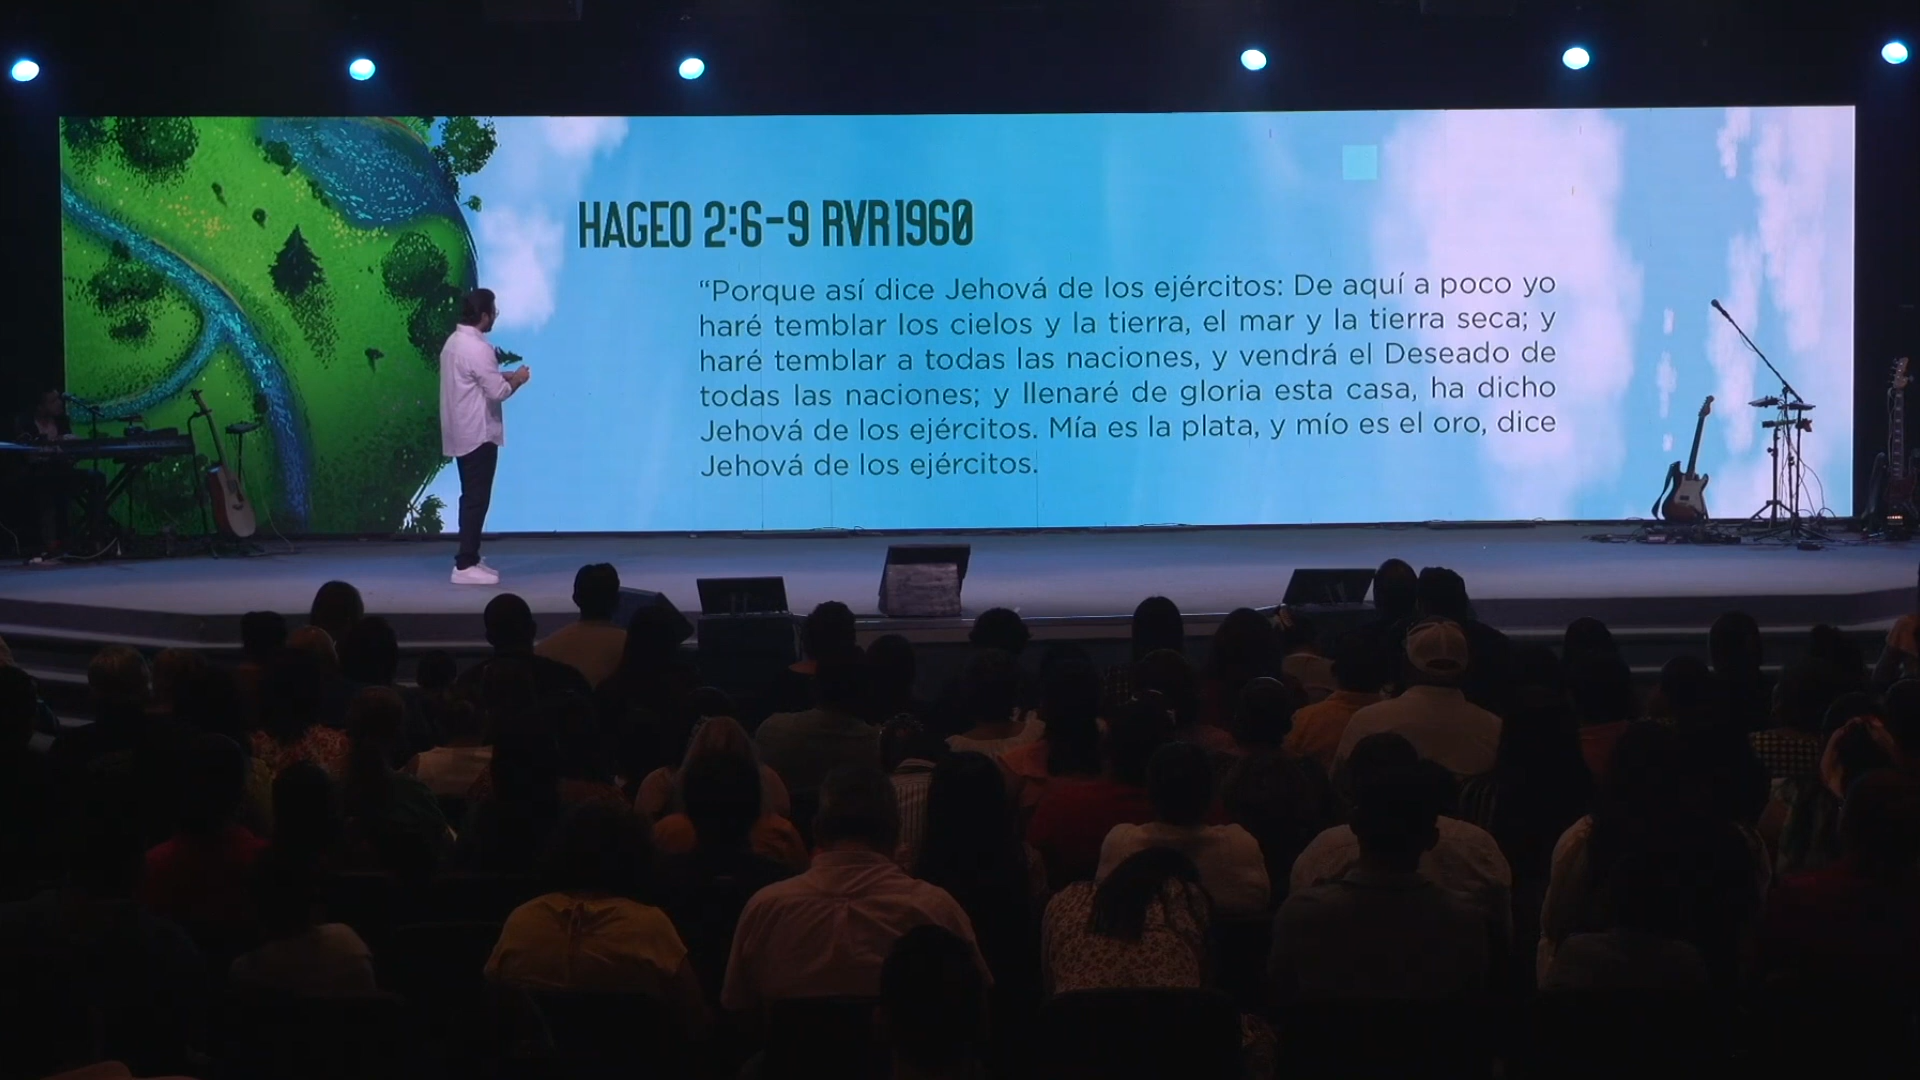 HAGEO 2:6-9 RVR1960
“Porque así dice Jehová de los ejércitos: De aquí a poco yo
haré temblar los cielos y la tierra, el mar y la tierra seca; y
haré temblar a todas las naciones, y vendrá el Deseado de
todas las naciones; y llenaré de gloria esta casa, ha dicho
Jehová de los ejércitos. Mía es la plata, y mío es el oro, dice
Jehová de los ejércitos.